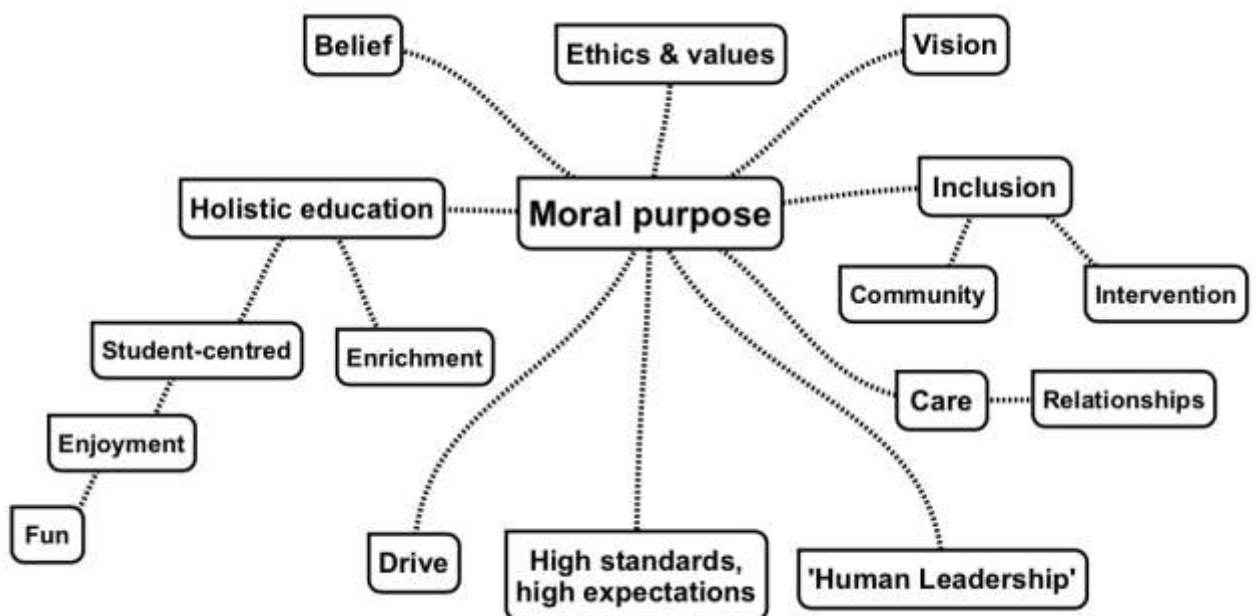 Belief
Ethics & values
Vision
Holistic education
Moral purpose
Inclusion
Community
Intervention
Student-centred
Enrichment
Care
Relationships
Enjoyment
Fun
Drive
High standards,
high expectations
'Human Leadership'